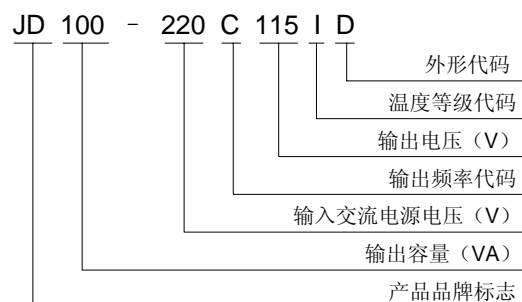 JD 100 - 220 C 115 I D
外形代码
温度等级代码
输出电压（V）
输出频率代码
输入交流电源电压（V）
输出容量（VA）
产品品牌标志